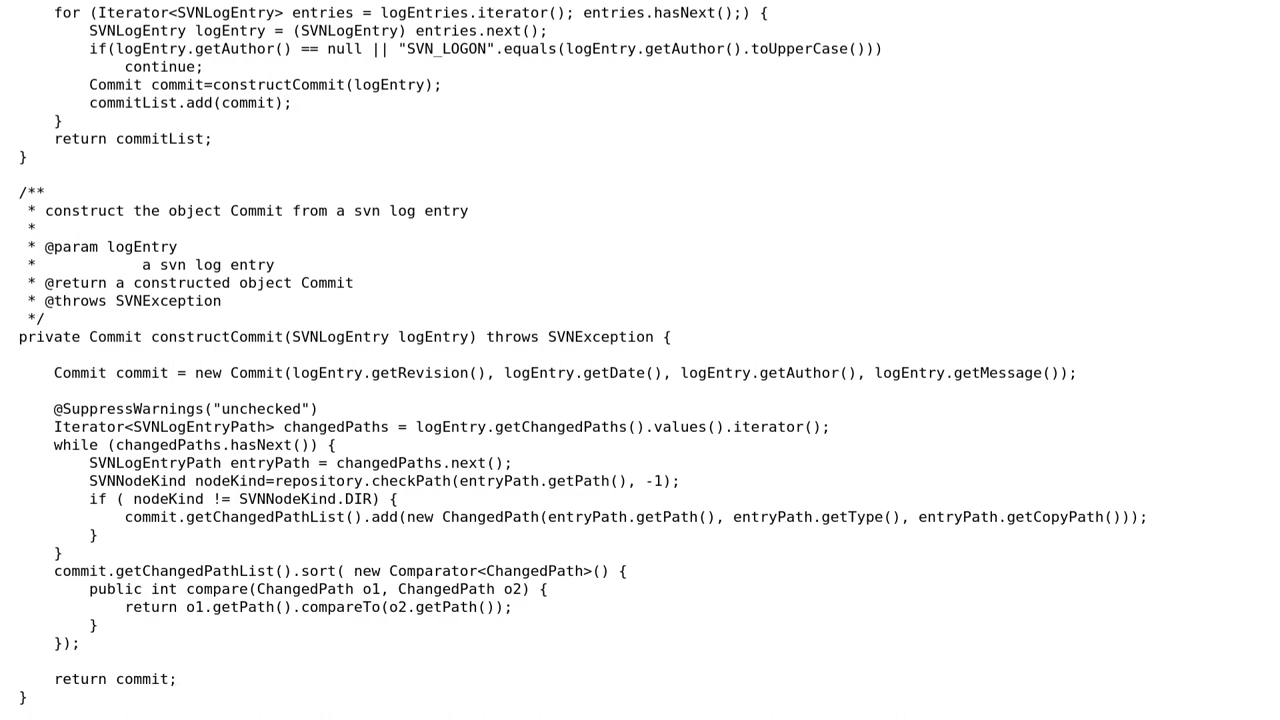 for (Iterator<SVNLogEntry> entries = logEntries.iterator(); entries.hasNext();) {
        SVNLogEntry logEntry = (SVNLogEntry) entries.next();
        if(logEntry.getAuthor() == null || "SVN_LOGON".equals(logEntry.getAuthor().toUpperCase()))
            continue;
        Commit commit=constructCommit(logEntry);
        commitList.add(commit);
    }
    return commitList;
}

/**
 * construct the object Commit from a svn log entry
 *
 * @param logEntry
 *            a svn log entry
 * @return a constructed object Commit
 * @throws SVNException
 */
private Commit constructCommit(SVNLogEntry logEntry) throws SVNException {

    Commit commit = new Commit(logEntry.getRevision(), logEntry.getDate(), logEntry.getAuthor(), logEntry.getMessage());

    @SuppressWarnings("unchecked")
    Iterator<SVNLogEntryPath> changedPaths = logEntry.getChangedPaths().values().iterator();
    while (changedPaths.hasNext()) {
        SVNLogEntryPath entryPath = changedPaths.next();
        SVNNodeKind nodeKind=repository.checkPath(entryPath.getPath(), -1);
        if ( nodeKind != SVNNodeKind.DIR) {
            commit.getChangedPathList().add(new ChangedPath(entryPath.getPath(), entryPath.getType(), entryPath.getCopyPath()));
        }
    }
    commit.getChangedPathList().sort( new Comparator<ChangedPath>() {
        public int compare(ChangedPath o1, ChangedPath o2) {
            return o1.getPath().compareTo(o2.getPath());
        }
    });

    return commit;
}